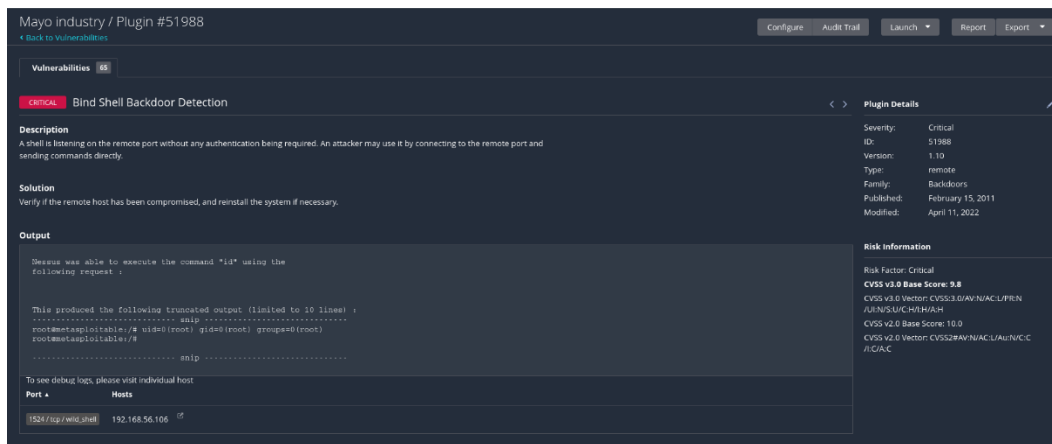 Mayo industry / Plugin #51988
Back to Vulnerabilities
Configure Audit Trail Launch Report Export
Vulnerabilities 65
CRITICAL Bind Shell Backdoor Detection
Description
A shell is listening on the remote port without any authentication being required. An attacker may use it by connecting to the remote port and
sending commands directly.
Solution
Verify if the remote host has been compromised, and reinstall the system if necessary.
Output
Nessus was able to execute the command "id" using the
following request :
This produced the following truncated output (limited to 10 lines) :
------------------------------ snip ------------------------------
root@metasploitable:/# uid=0(root) gid=0(root) groups=0(root)
root@metasploitable:/#
------------------------------ snip ------------------------------
To see debug logs, please visit individual host
Port Hosts
1524 / tcp / wild_shell 192.168.56.106
Plugin Details
Severity: Critical
ID: 51988
Version: 1.10
Type: remote
Family: Backdoors
Published: February 15, 2011
Modified: April 11, 2022
Risk Information
Risk Factor: Critical
CVSS v3.0 Base Score: 9.8
CVSS v3.0 Vector: CVSS:3.0/AV:N/AC:L/PR:N
/UI:N/S:U/C:H/I:H/A:H
CVSS v2.0 Base Score: 10.0
CVSS v2.0 Vector: CVSS2#AV:N/AC:L/Au:N/C:C
/I:C/A:C